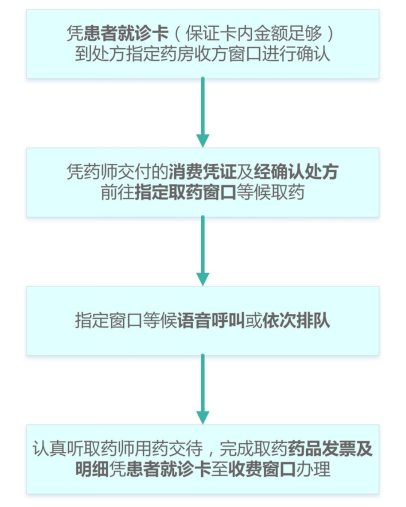 凭患者就诊卡（保证卡内金额足够）
到处方指定药房收方窗口进行确认
凭药师交付的消费凭证及经确认处方
前往指定取药窗口等候取药
指定窗口等候语音呼叫或依次排队
认真听取药师用药交待，完成取药药品发票及
明细凭患者就诊卡至收费窗口办理